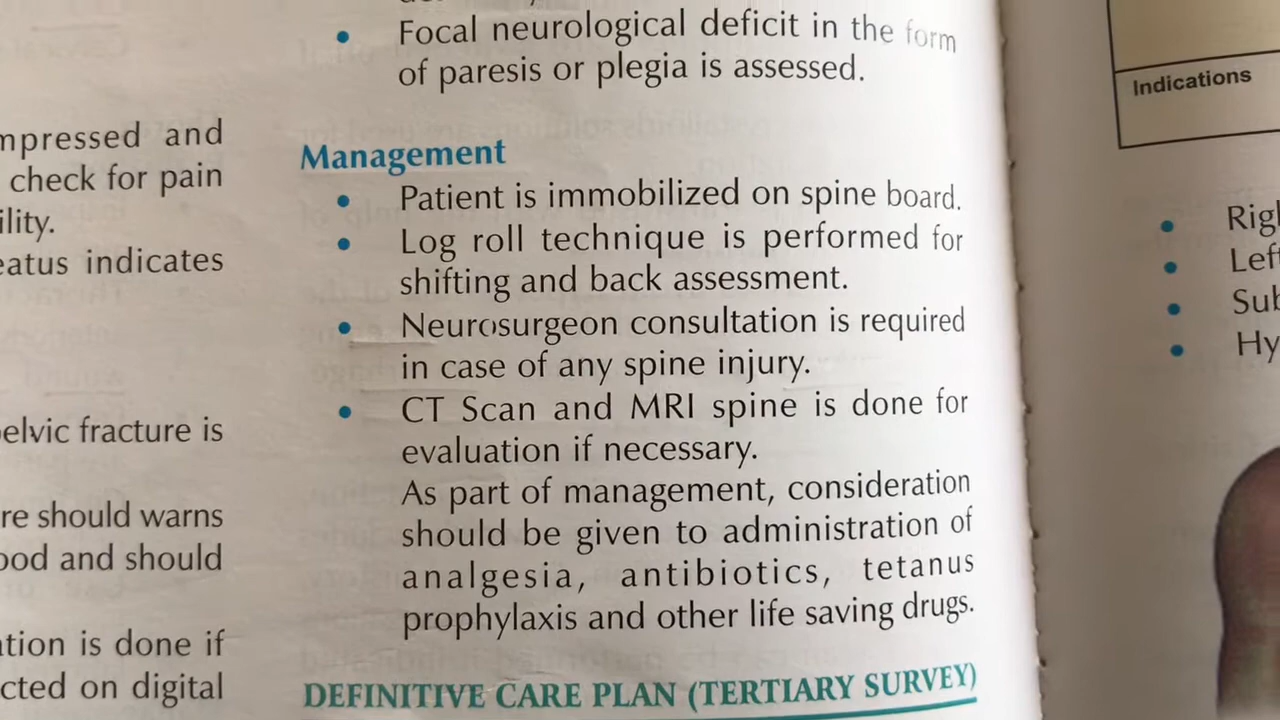 mpressed and
check for pain
ility.
eatus indicates
elvic fracture is
re should warns
ood and should
ation is done if
cted on digital
• Focal neurological deficit in the form
of paresis or plegia is assessed.
Management
• Patient is immobilized on spine board.
• Log roll technique is performed for
shifting and back assessment.
• Neurosurgeon consultation is required
in case of any spine injury.
• CT Scan and MRI spine is done for
evaluation if necessary.
As part of management, consideration
should be given to administration of
analgesia, antibiotics, tetanus
prophylaxis and other life saving drugs.
DEFINITIVE CARE PLAN (TERTIARY SURVEY)
Indications
• Righ
• Left
• Sub
• Hy